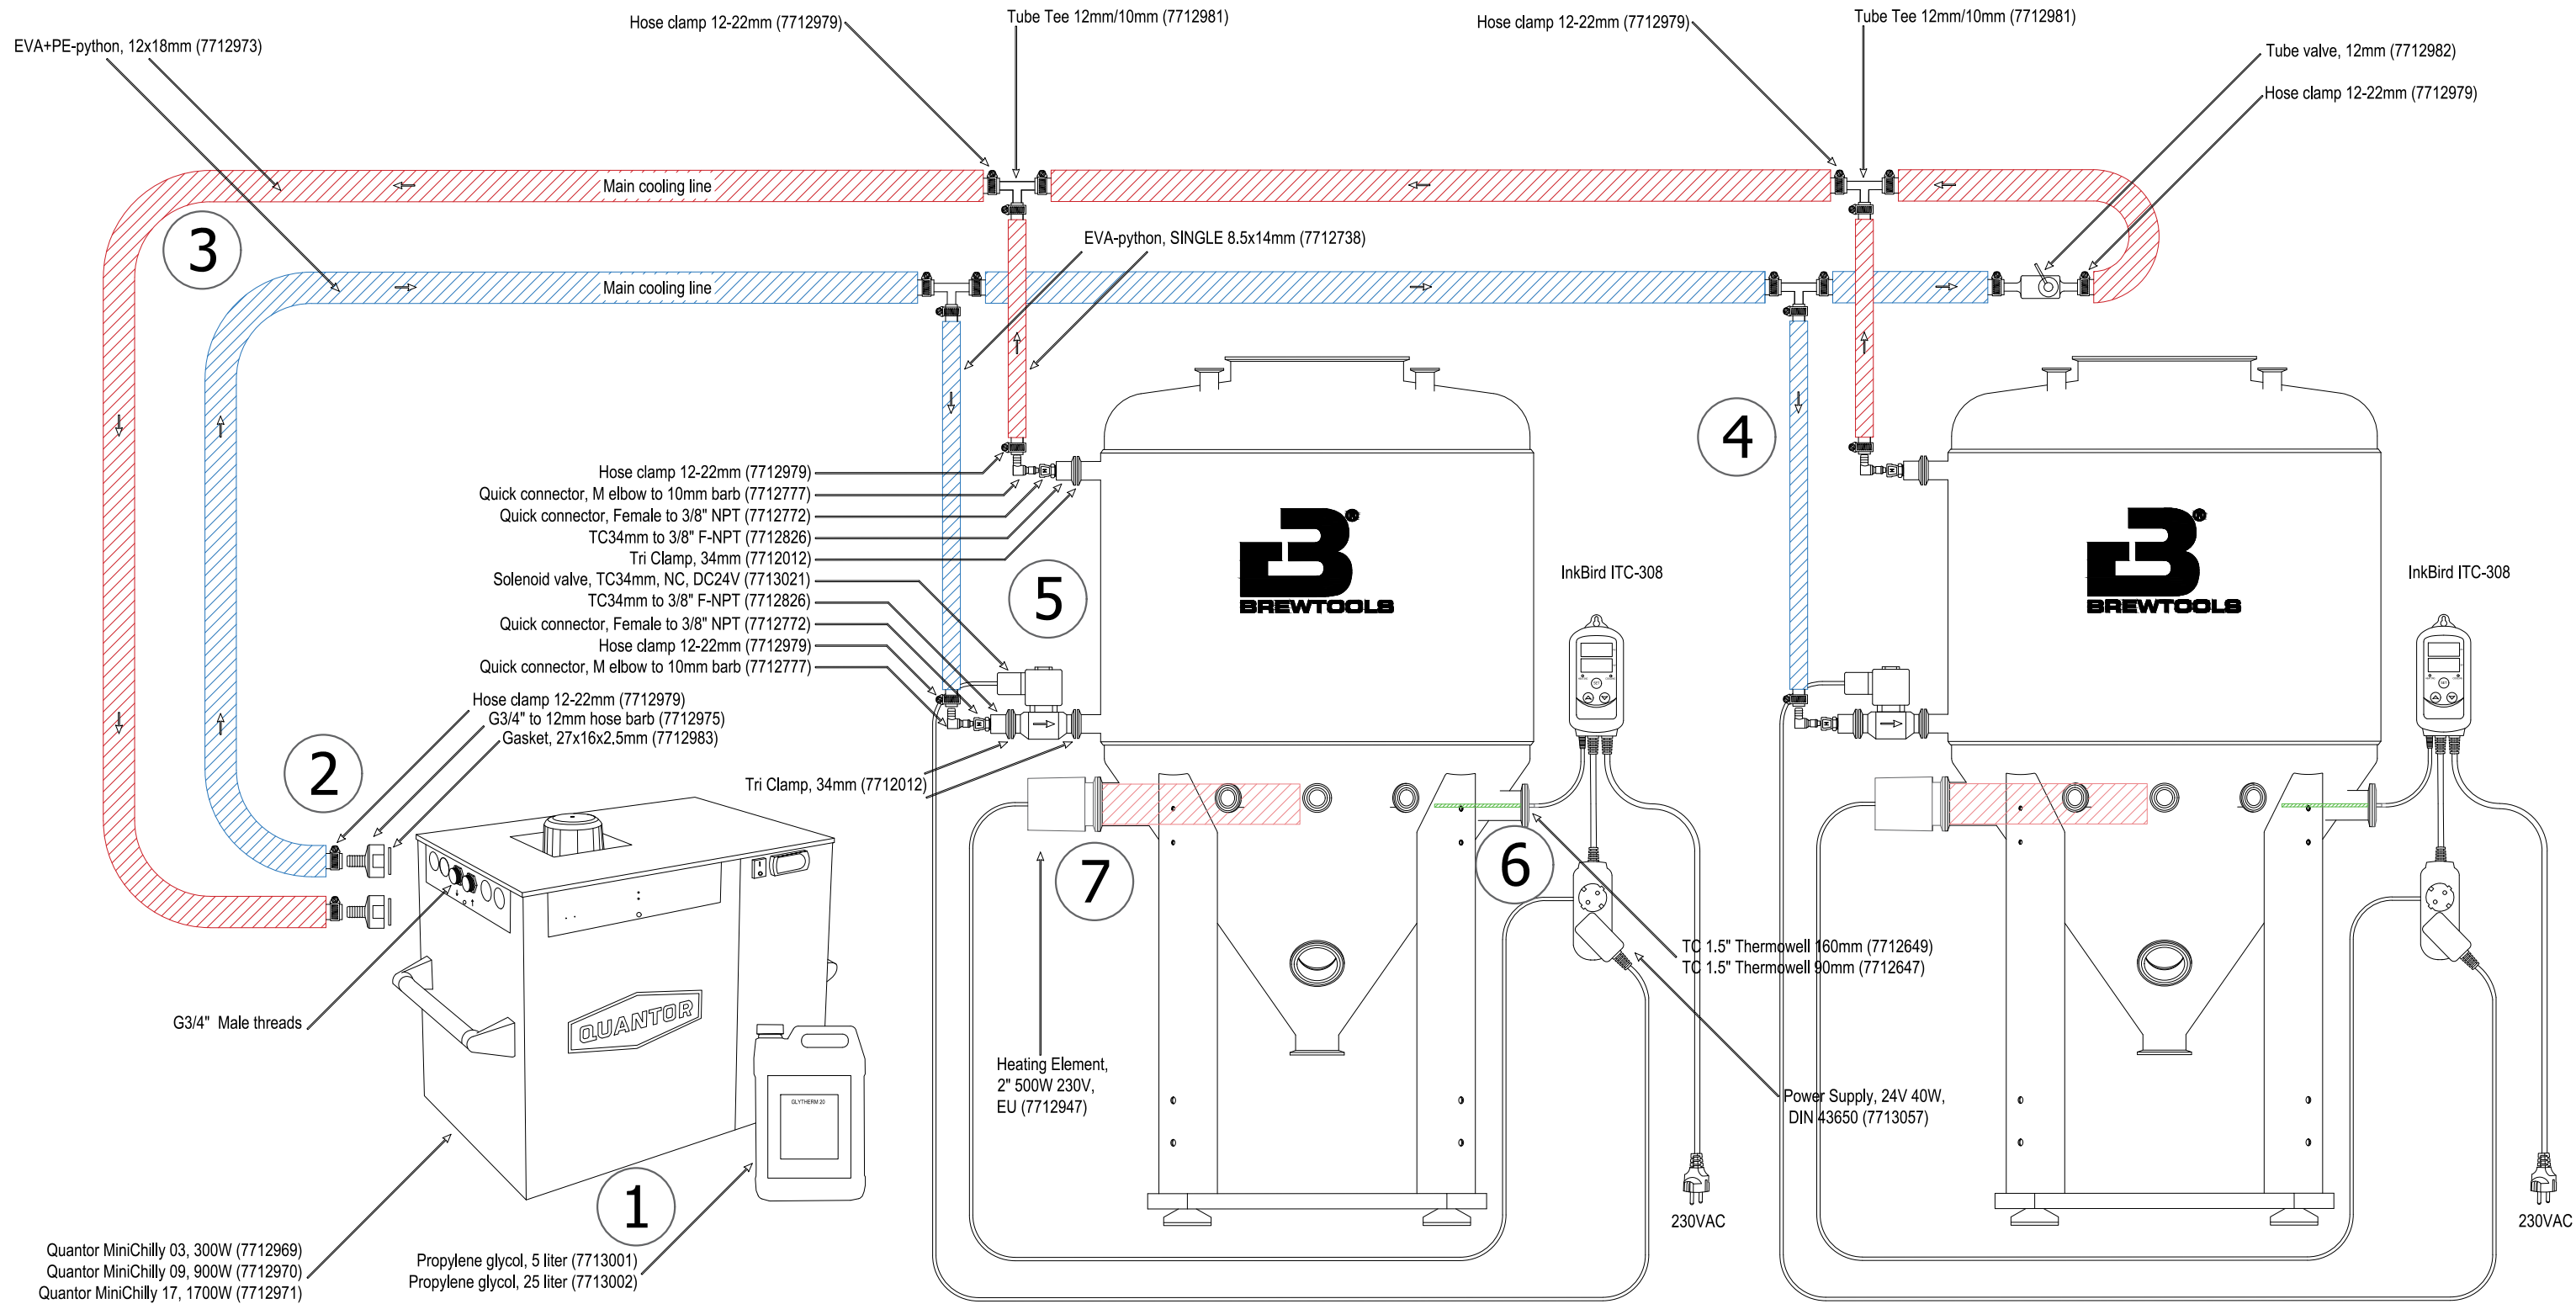 Hose clamp 12-22mm (7712979)
Tube Tee 12mm/10mm (7712981)
Hose clamp 12-22mm (7712979)
Tube Tee 12mm/10mm (7712981)
EVA+PE-python, 12x18mm (7712973)
Tube valve, 12mm (7712982)
Hose clamp 12-22mm (7712979)
Main cooling line
3
EVA-python, SINGLE 8.5x14mm (7712738)
Main cooling line
4
Hose clamp 12-22mm (7712979)
Quick connector, M elbow to 10mm barb (7712777)
Quick connector, Female to 3/8" NPT (7712772)
TC34mm to 3/8" F-NPT (7712826)
Tri Clamp, 34mm (7712012)
Solenoid valve, TC34mm, NC, DC24V (7713021)
TC34mm to 3/8" F-NPT (7712826)
Quick connector, Female to 3/8" NPT (7712772)
Hose clamp 12-22mm (7712979)
Quick connector, M elbow to 10mm barb (7712777)
5
B
BREWTOOLS
InkBird ITC-308
B
BREWTOOLS
InkBird ITC-308
Hose clamp 12-22mm (7712979)
G3/4" to 12mm hose barb (7712975)
Gasket, 27x16x2,5mm (7712983)
2
Tri Clamp, 34mm (7712012)
7
6
TC 1.5" Thermowell 160mm (7712649)
TC 1.5" Thermowell 90mm (7712647)
G3/4" Male threads
QUANTOR
Heating Element,
2" 500W 230V,
EU (7712947)
Power Supply, 24V 40W,
DIN 43650 (7713057)
GLYTHERM 20
1
230VAC
230VAC
Quantor MiniChilly 03, 300W (7712969)
Quantor MiniChilly 09, 900W (7712970)
Quantor MiniChilly 17, 1700W (7712971)
Propylene glycol, 5 liter (7713001)
Propylene glycol, 25 liter (7713002)